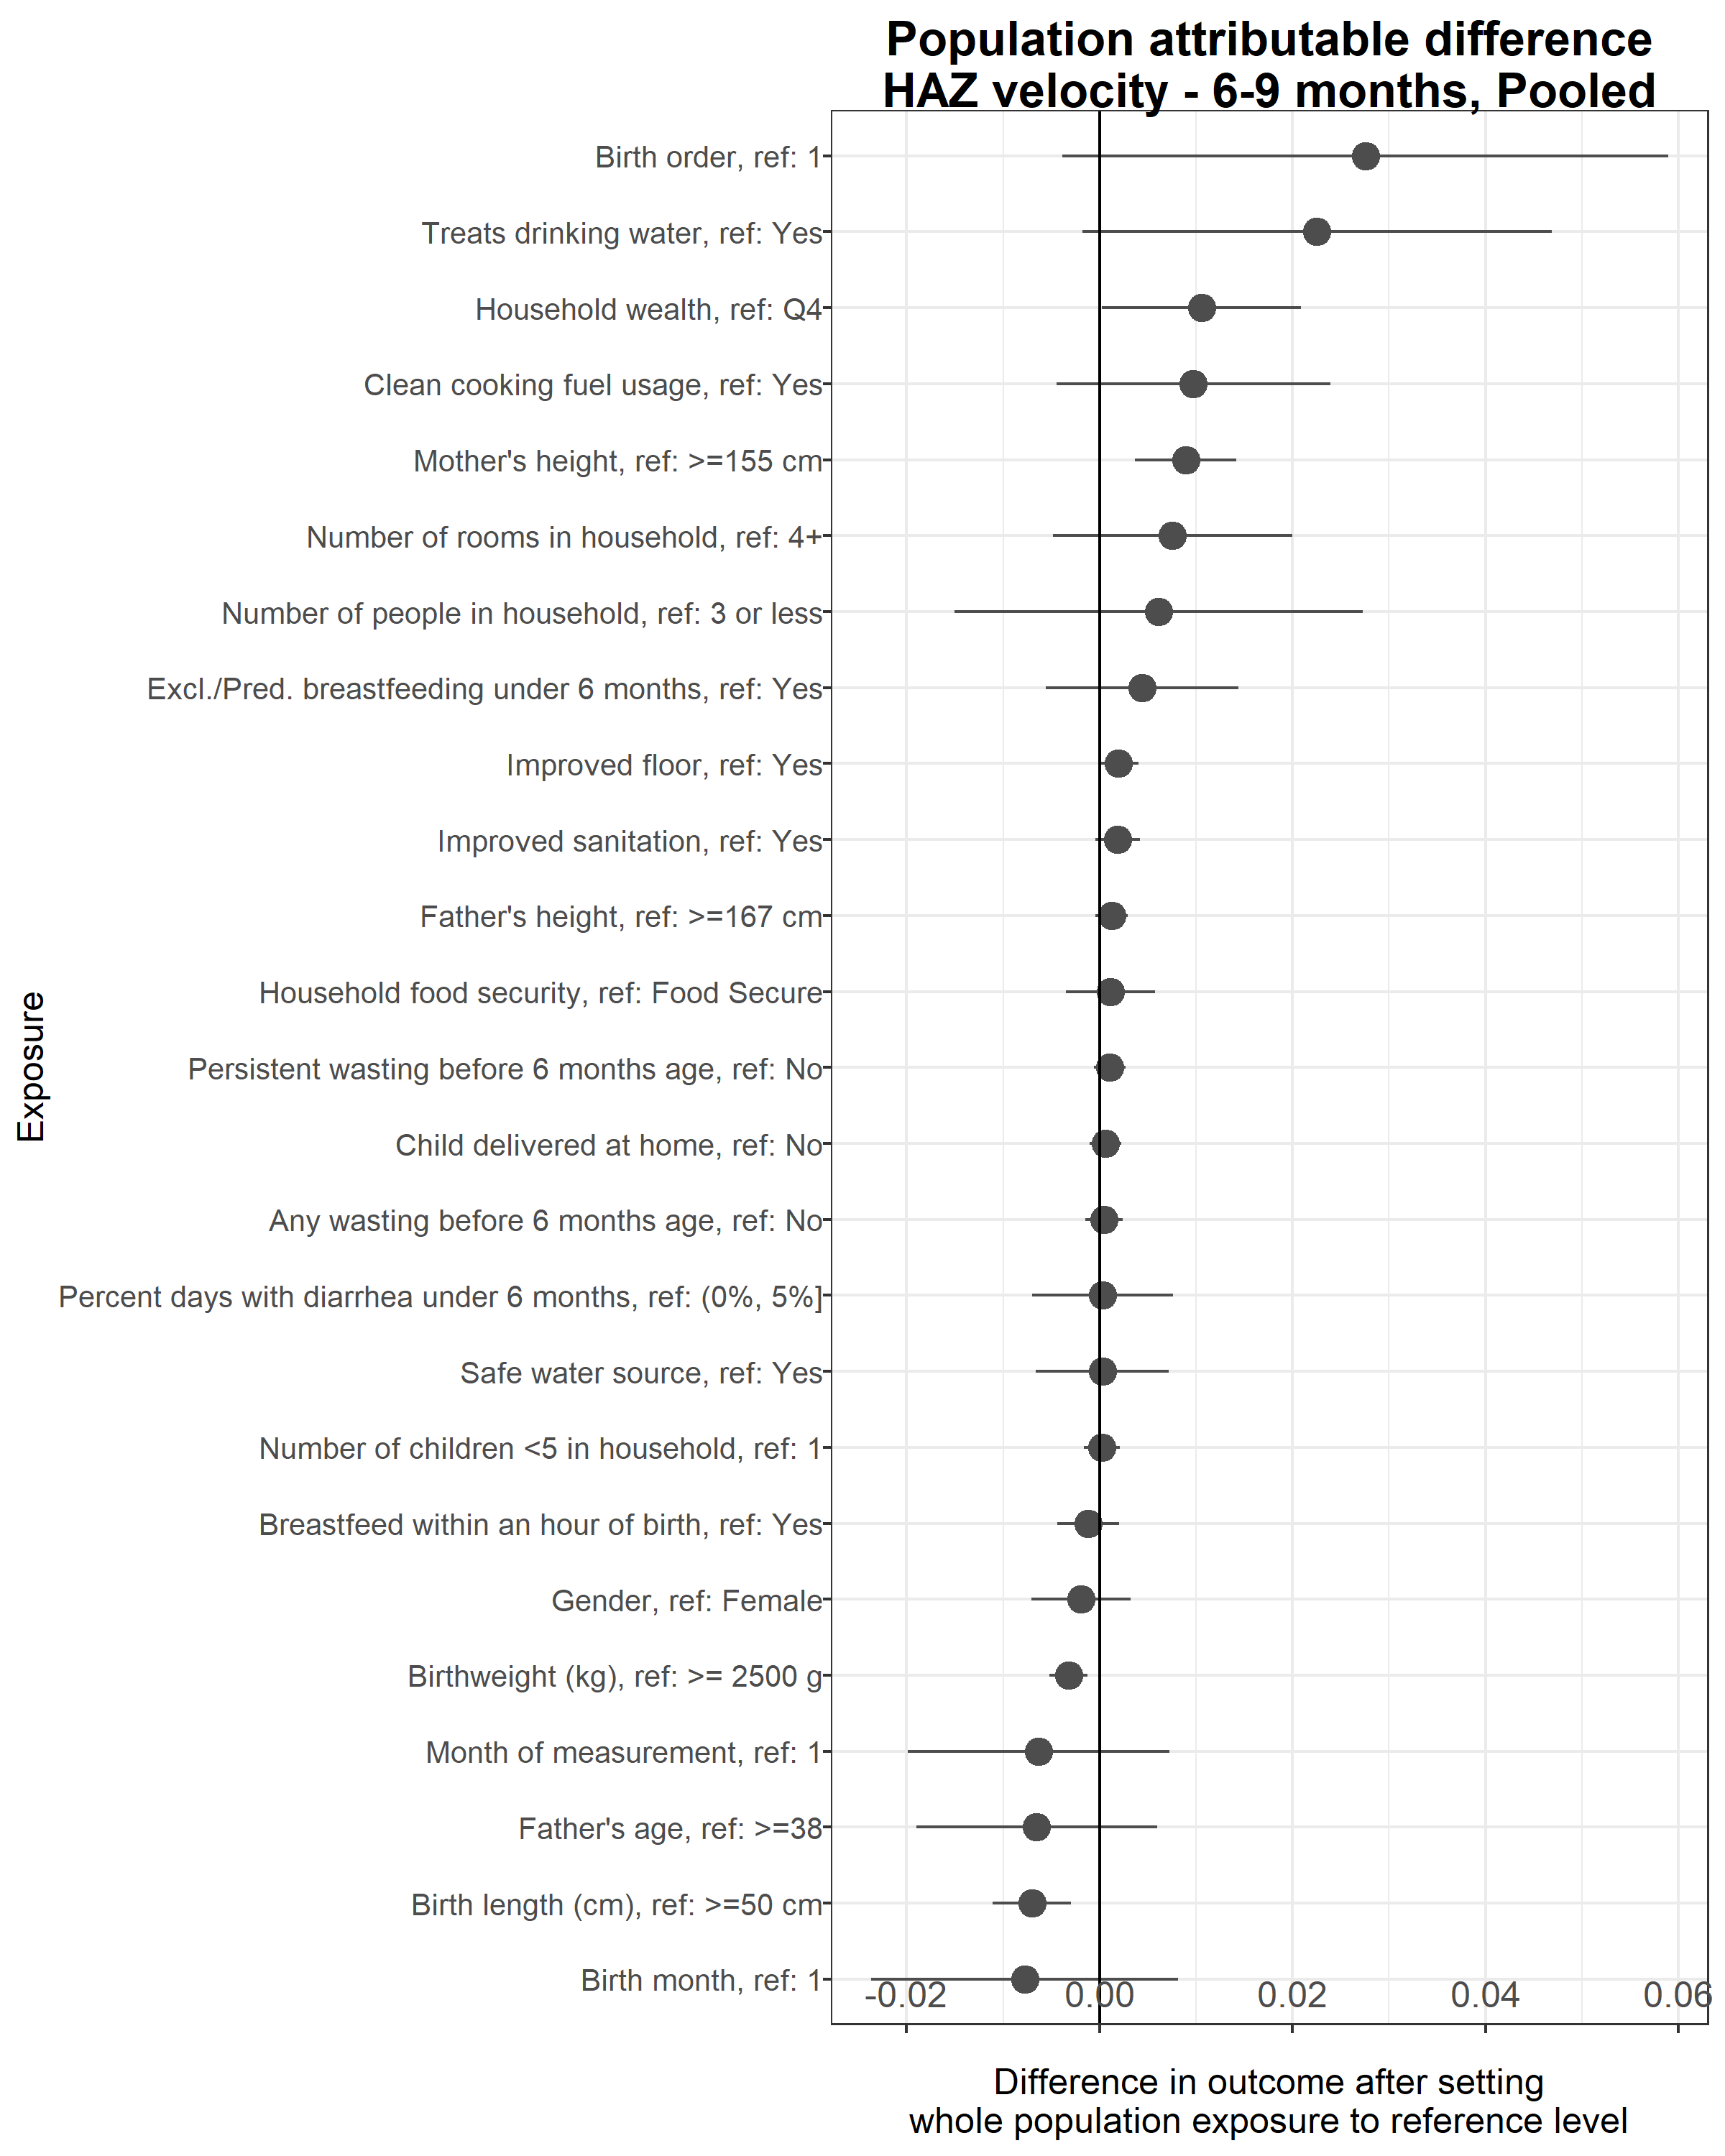 Population attributable difference
HAZ velocity - 6-9 months, Pooled
Birth order, ref: 1
Treats drinking water, ref: Yes
Household wealth, ref: Q4
Clean cooking fuel usage, ref: Yes
Mother's height, ref: >=155 cm
Number of rooms in household, ref: 4+
Number of people in household, ref: 3 or less
Excl./Pred. breastfeeding under 6 months, ref: Yes
Improved floor, ref: Yes
Improved sanitation, ref: Yes
Father's height, ref: >=167 cm
Household food security, ref: Food Secure
Persistent wasting before 6 months age, ref: No
Child delivered at home, ref: No
Any wasting before 6 months age, ref: No
Percent days with diarrhea under 6 months, ref: (0%, 5%]
Safe water source, ref: Yes
Number of children <5 in household, ref: 1
Breastfeed within an hour of birth, ref: Yes
Gender, ref: Female
Birthweight (kg), ref: >= 2500 g
Month of measurement, ref: 1
Father's age, ref: >=38
Birth length (cm), ref: >=50 cm
Birth month, ref: 1
Exposure
-0.02 0.00 0.02 0.04 0.06
Difference in outcome after setting
whole population exposure to reference level